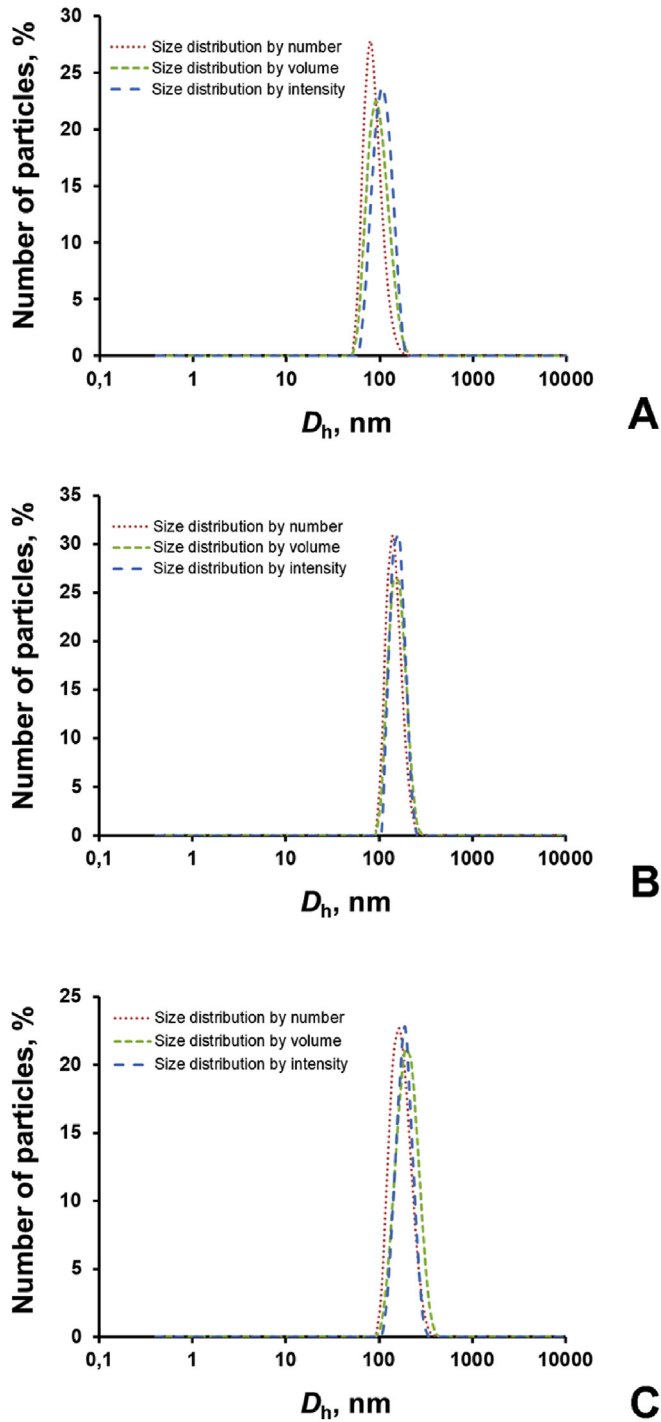 30
25
20
15
10
5
0
Number of particles, %
Size distribution by number
Size distribution by volume
Size distribution by intensity
0,1 1 10 100 1000 10000
Dh, nm
A
35
30
25
20
15
10
5
0
Number of particles, %
Size distribution by number
Size distribution by volume
Size distribution by intensity
0,1 1 10 100 1000 10000
Dh, nm
B
25
20
15
10
5
0
Number of particles, %
Size distribution by number
Size distribution by volume
Size distribution by intensity
0,1 1 10 100 1000 10000
Dh, nm
C